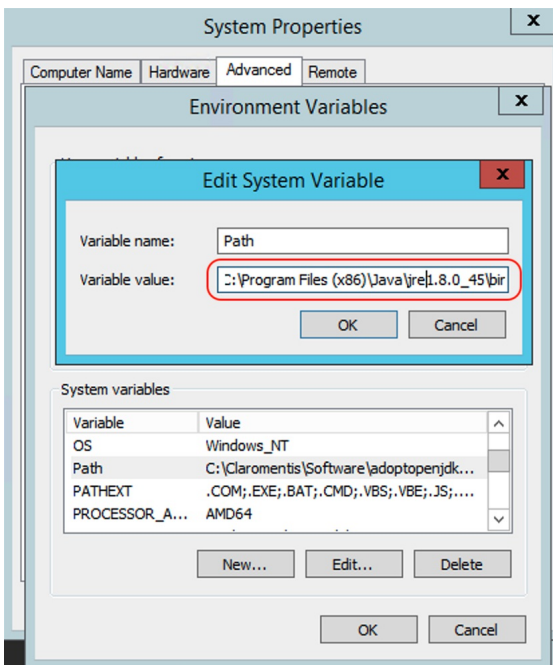 System Properties
x
Computer Name Hardware Advanced Remote
Environment Variables
x
Edit System Variable
x
Variable name: Path
Variable value: C:\Program Files (x86)\Java\jre1.8.0_45\bin
OK Cancel
System variables
Variable Value
OS Windows_NT
Path C:\Claromentis\Software\adoptopenjdk...
PATHEXT .COM;.EXE;.BAT;.CMD;.VBS;.VBE;.JS;....
PROCESSOR_A... AMD64
New... Edit... Delete
OK Cancel